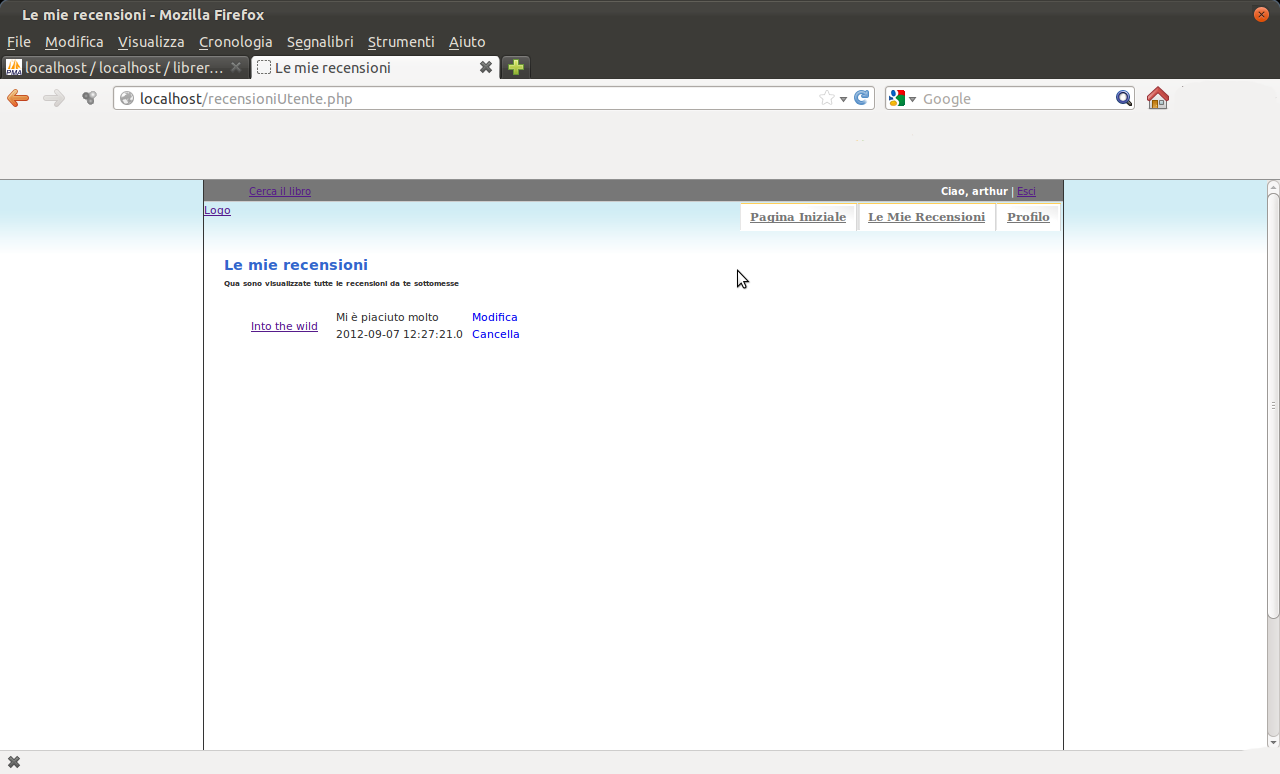 Le mie recensioni - Mozilla Firefox
File Modifica Visualizza Cronologia Segnalibri Strumenti Aiuto
PMA localhost / localhost / librer... Le mie recensioni
localhost/recensioniUtente.php Google
Cerca il libro Ciao, arthur | Esci
Logo Pagina Iniziale Le Mie Recensioni Profilo
Le mie recensioni
Qua sono visualizzate tutte le recensioni da te sottomesse
Mi è piaciuto molto Modifica
Into the wild
2012-09-07 12:27:21.0 Cancella